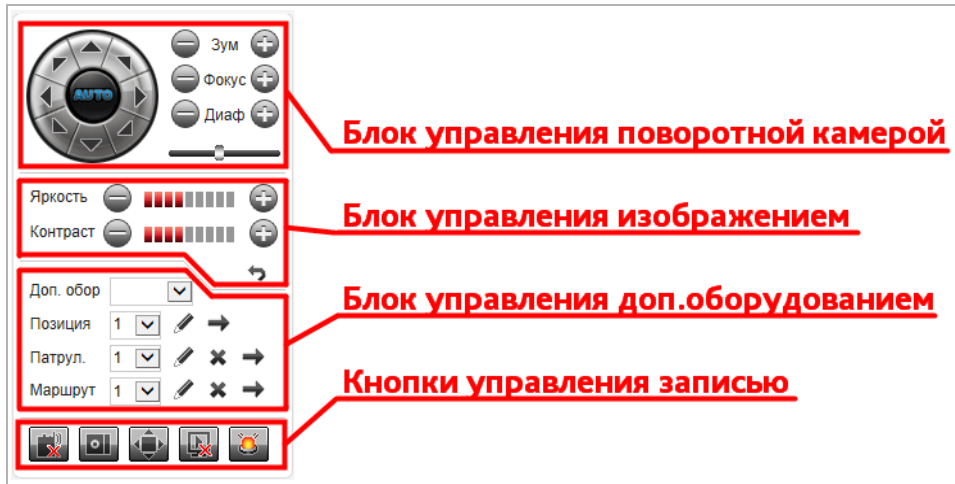 AUTO
Зум
Фокус
Диаф
Блок управления поворотной камерой
Яркость
Контраст
Блок управления изображением
Доп. обор
Позиция 1
Патрул. 1
Маршрут 1
Блок управления доп.оборудованием
Кнопки управления записью